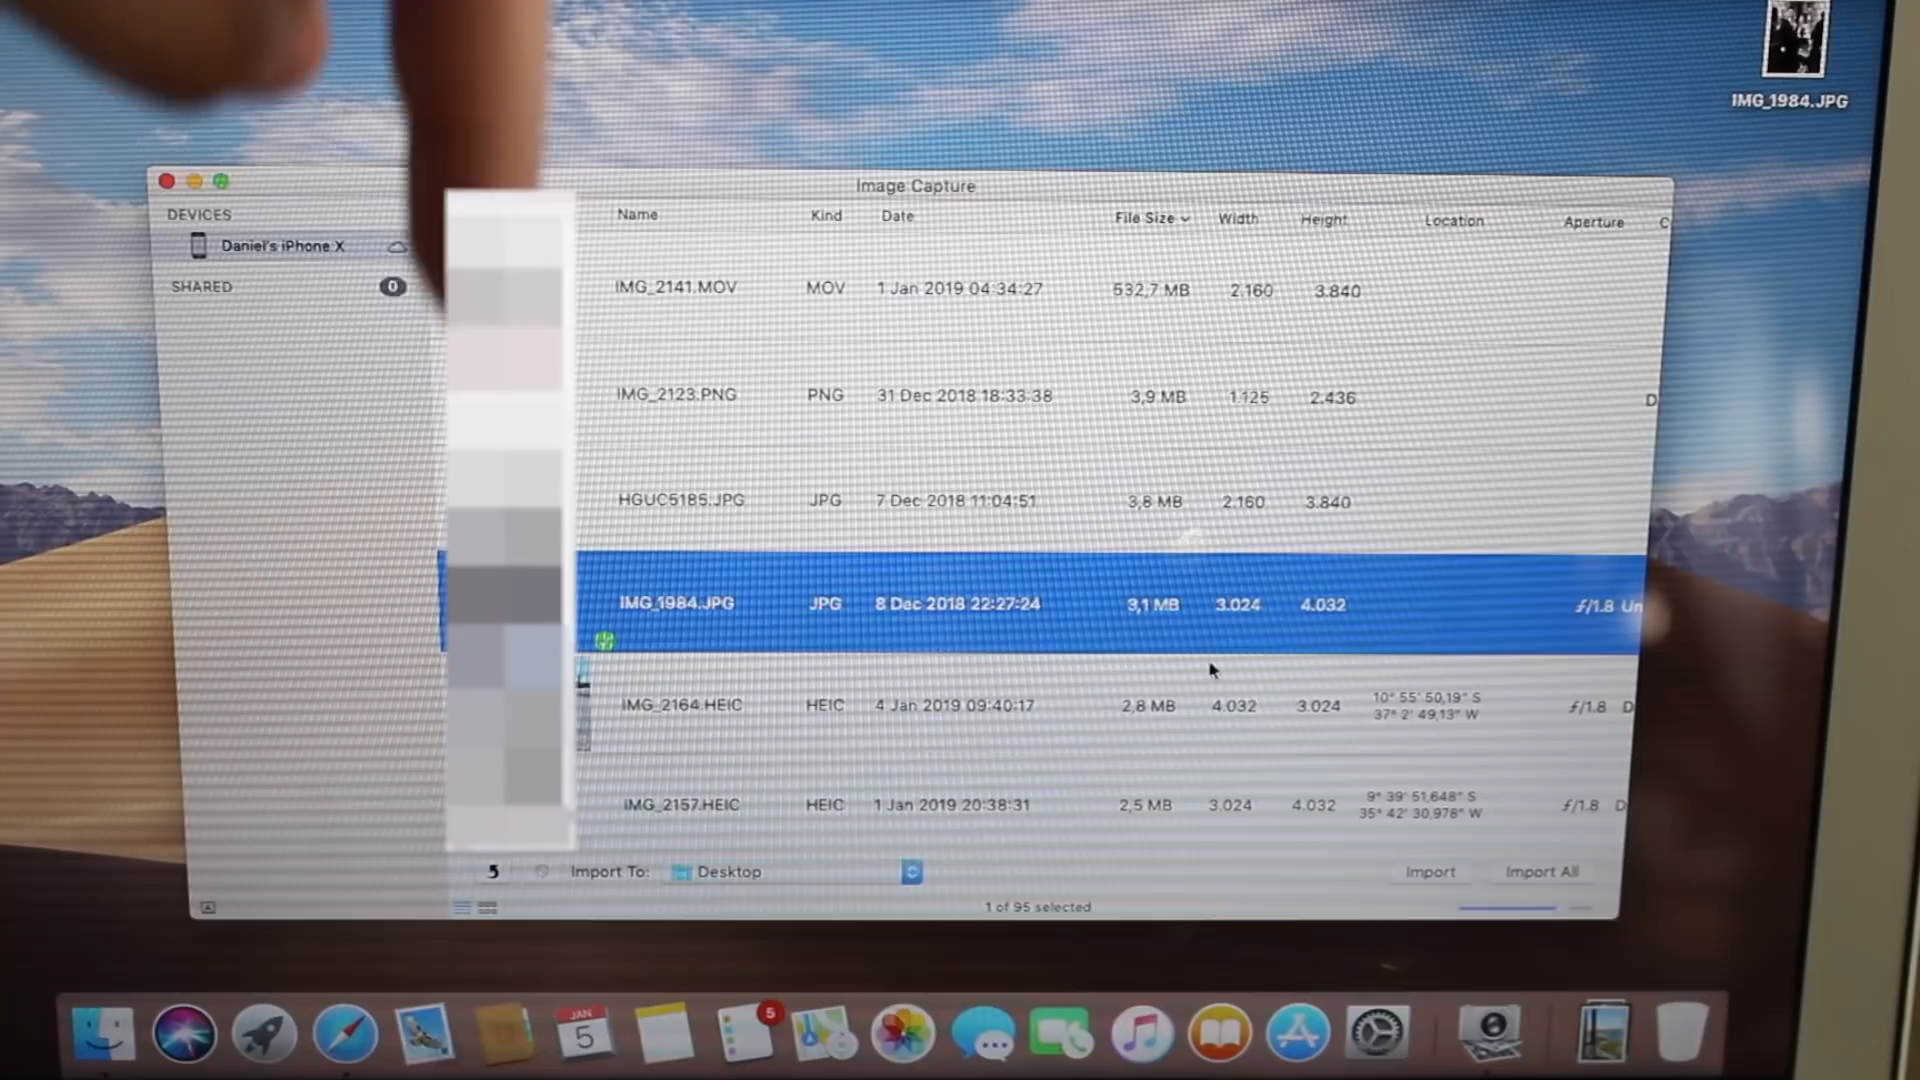 IMG_1984.JPG
Image Capture
DEVICES
Daniel's iPhone X
SHARED
0
Name Kind Date File Size Width Height Location Aperture C
IMG_2141.MOV MOV 1 Jan 2019 04:34:27 532,7 MB 2.160 3.840
IMG_2123.PNG PNG 31 Dec 2018 18:33:38 3,9 MB 1.125 2.436 D
HGUC5185.JPG JPG 7 Dec 2018 11:04:51 3,8 MB 2.160 3.840
IMG_1984.JPG JPG 8 Dec 2018 22:27:24 3,1 MB 3.024 4.032 ƒ/1.8 Un
IMG_2164.HEIC HEIC 4 Jan 2019 09:40:17 2,8 MB 4.032 3.024 10° 55' 50,19" S ƒ/1.8 D
37° 2' 49,13" W
IMG_2157.HEIC HEIC 1 Jan 2019 20:38:31 2,5 MB 3.024 4.032 9° 39' 51,648" S ƒ/1.8 D
35° 42' 30,978" W
Import To: Desktop Import Import All
1 of 95 selected
JAN
5
5